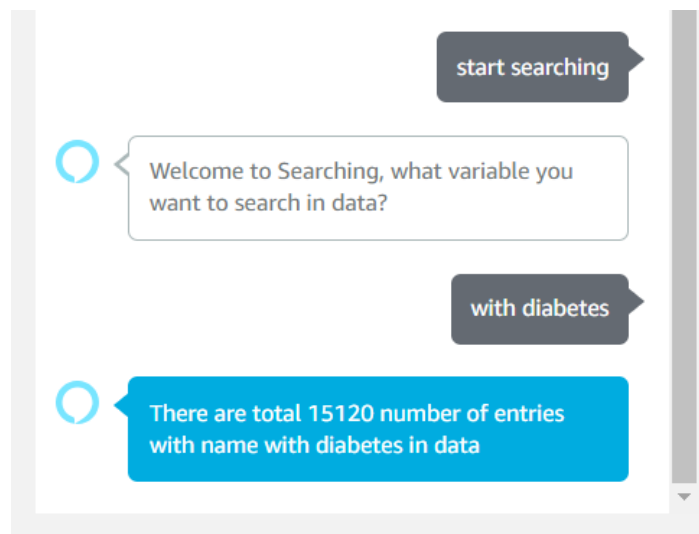 start searching
Welcome to Searching, what variable you
want to search in data?
with diabetes
There are total 15120 number of entries
with name with diabetes in data